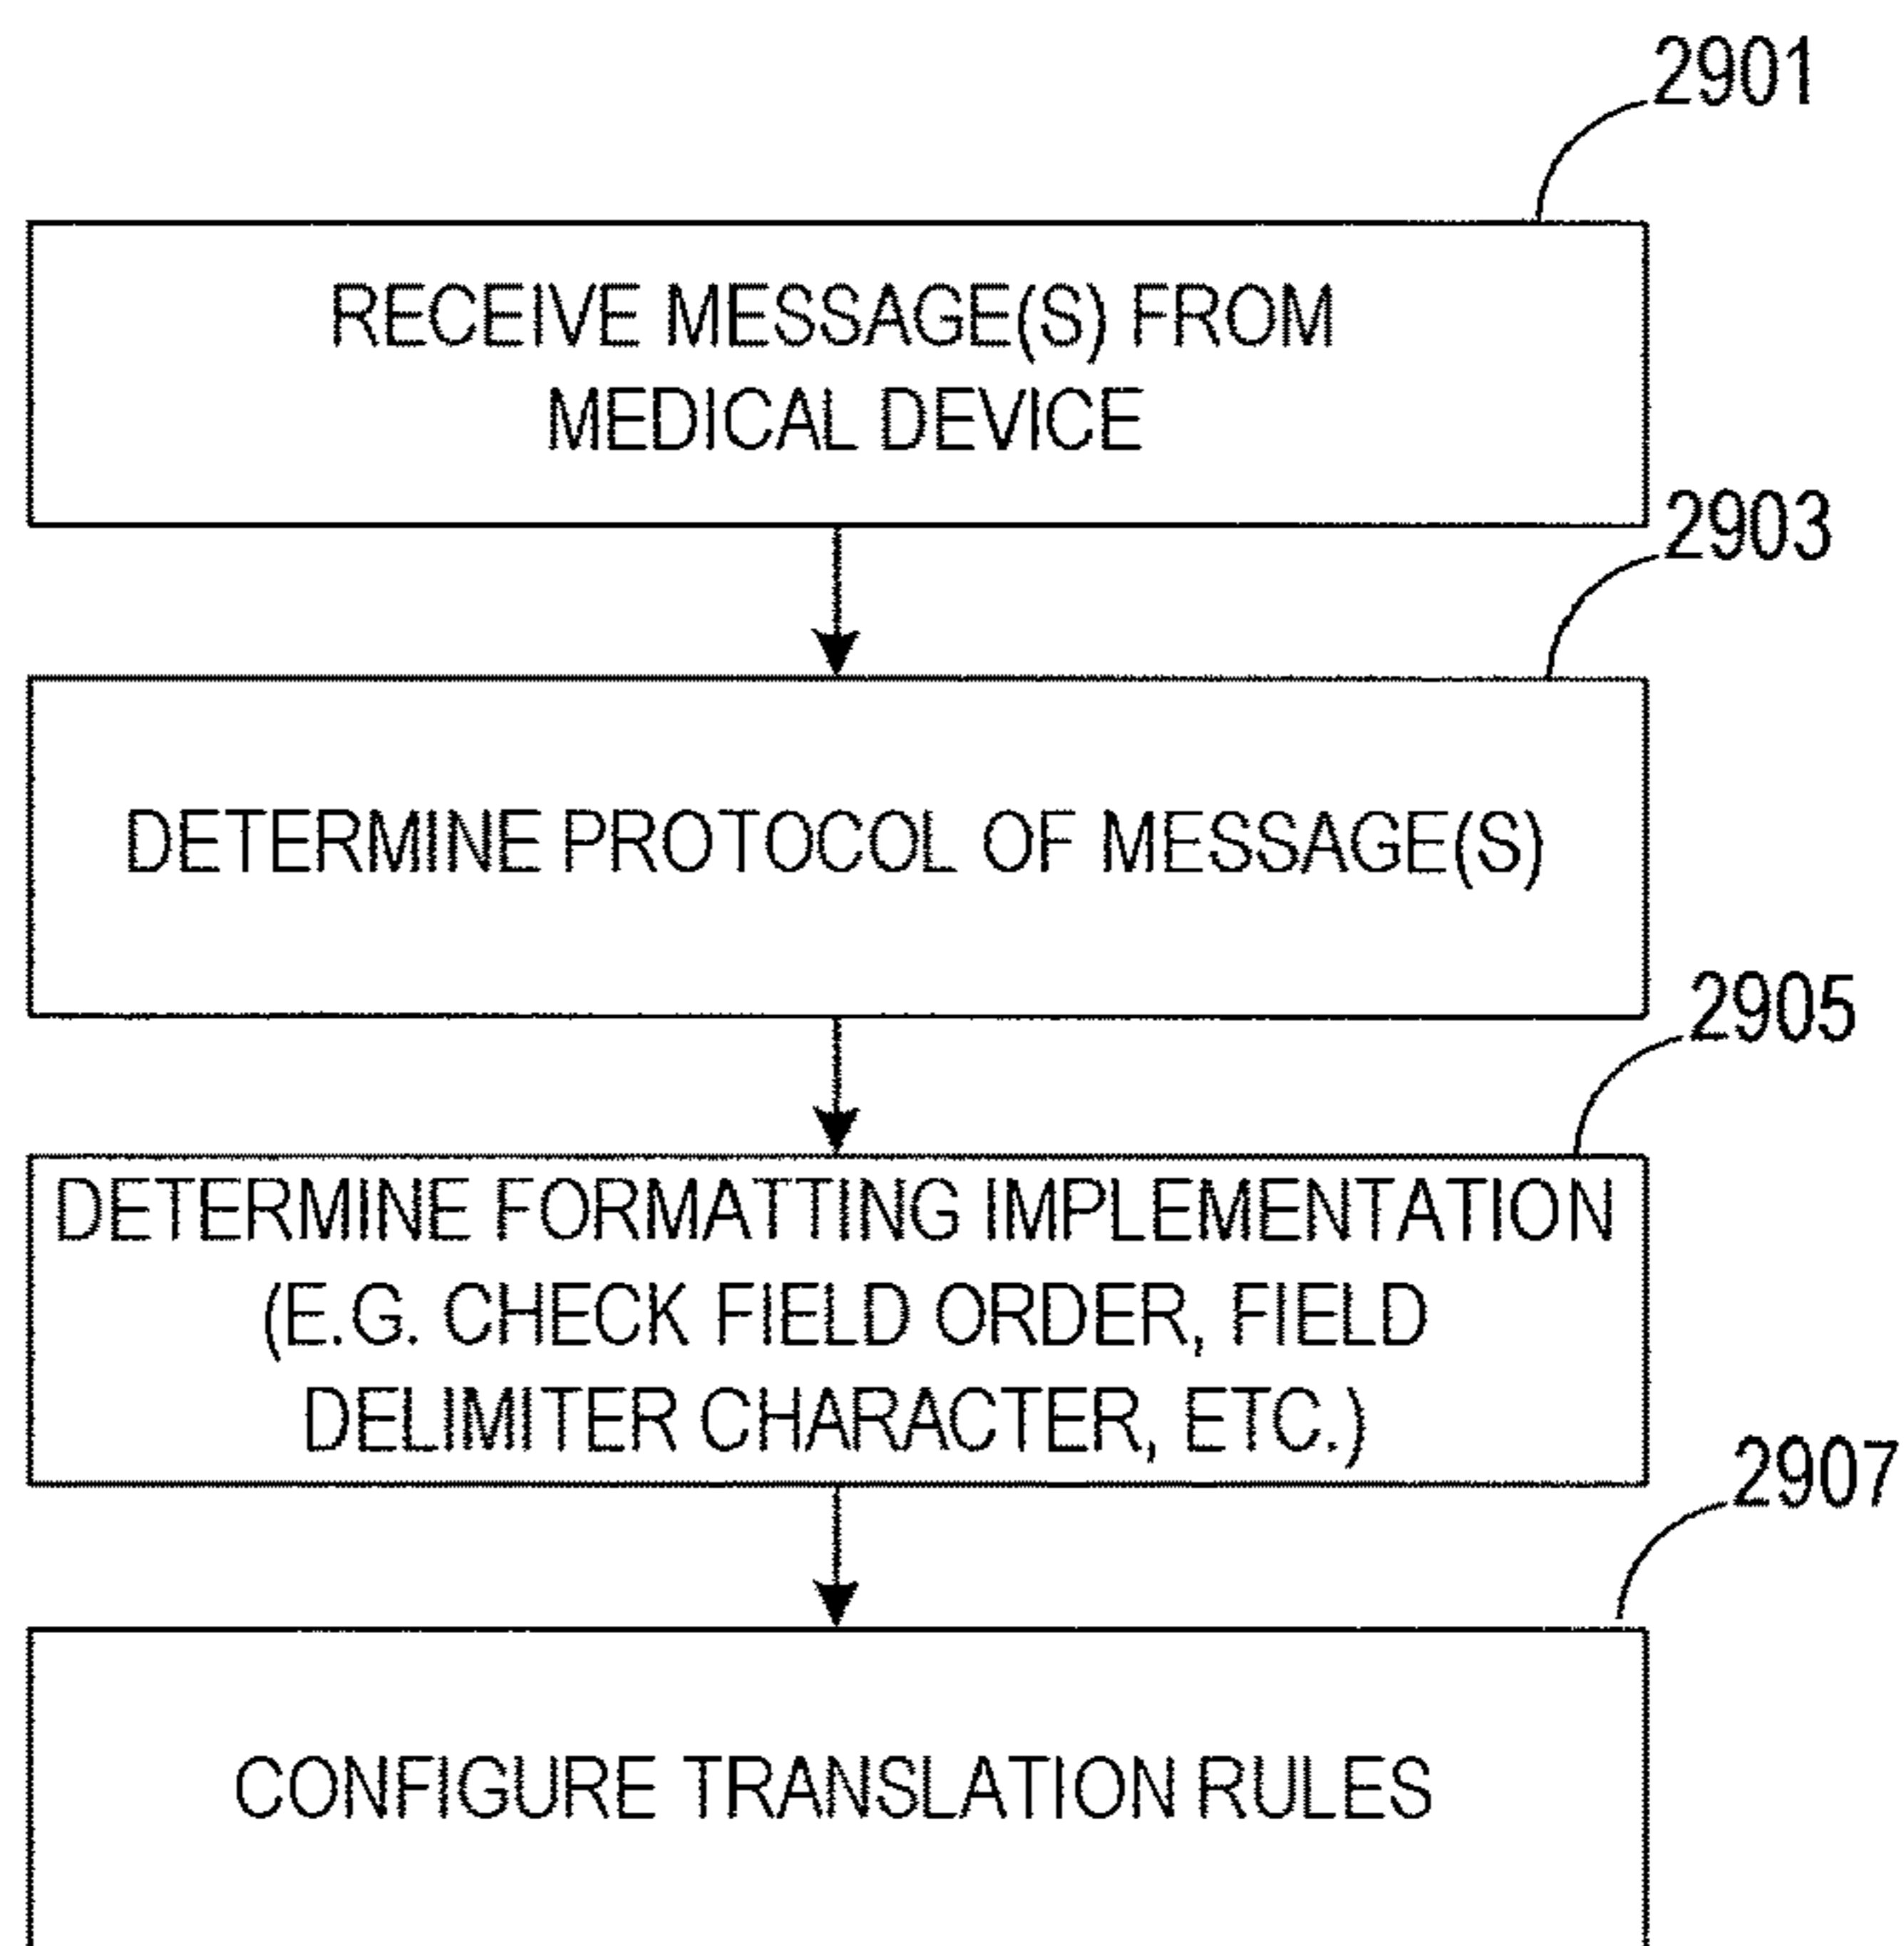 2901
RECEIVE MESSAGE(S) FROM
MEDICAL DEVICE
2903
DETERMINE PROTOCOL OF MESSAGE(S)
2905
DETERMINE FORMATTING IMPLEMENTATION
(E.G. CHECK FIELD ORDER, FIELD
DELIMITER CHARACTER, ETC.)
2907
CONFIGURE TRANSLATION RULES